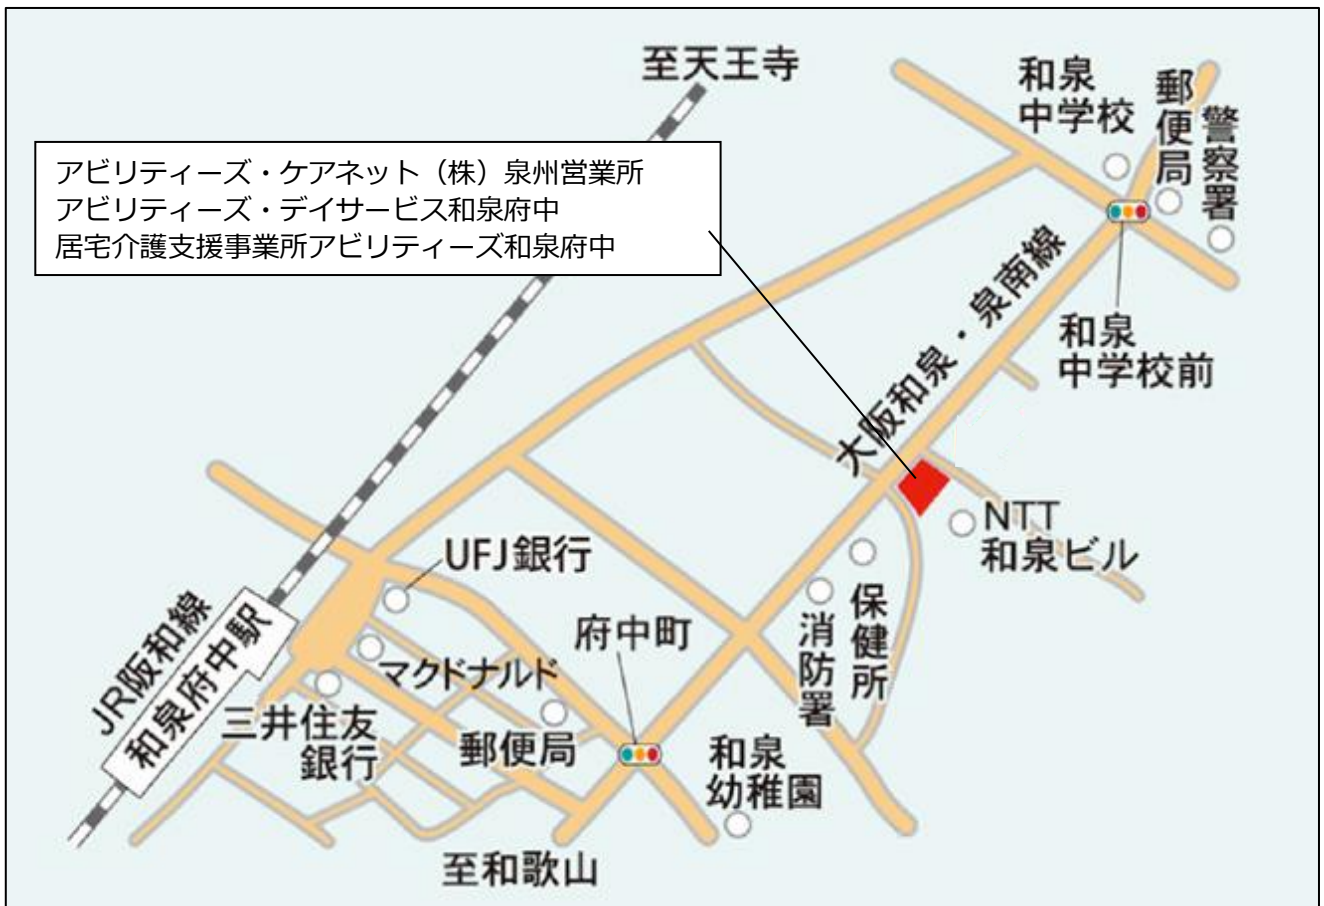 至天王寺
和泉
中学校
郵便局
警察署
アビリティーズ・ケアネット（株）泉州営業所
アビリティーズ・デイサービス和泉府中
居宅介護支援事業所アビリティーズ和泉府中
大阪和泉・泉南線
和泉
中学校前
NTT
和泉ビル
UFJ銀行
保健所
消防署
府中町
JR阪和線
和泉府中駅
マクドナルド
三井住友
銀行
郵便局
和泉
幼稚園
至和歌山